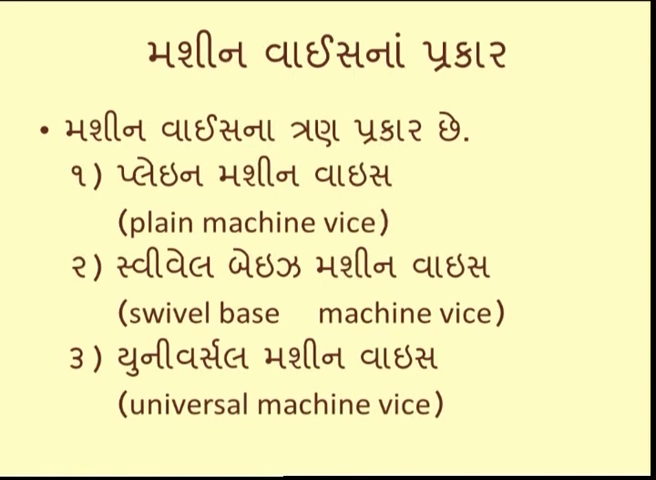 મશીન વાઈસનાં પ્રકાર
• મશીન વાઈસના ત્રણ પ્રકાર છે.
૧) પ્લેઇન મશીન વાઇસ
(plain machine vice)
૨) સ્વીવેલ બેઇઝ મશીન વાઇસ
(swivel base machine vice)
૩) યુનીવર્સલ મશીન વાઇસ
(universal machine vice)